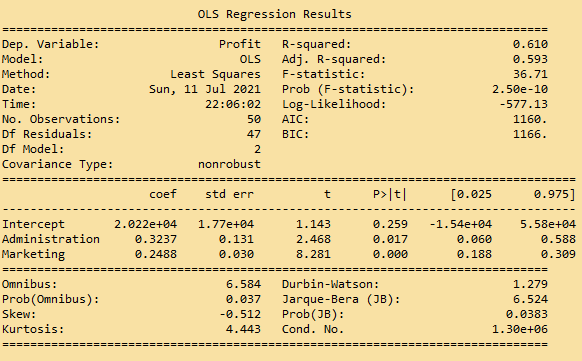 OLS Regression Results
==============================================================================
Dep. Variable:                 Profit   R-squared:                       0.610
Model:                            OLS   Adj. R-squared:                  0.593
Method:                 Least Squares   F-statistic:                     36.71
Date:                Sun, 11 Jul 2021   Prob (F-statistic):           2.50e-10
Time:                        22:06:02   Log-Likelihood:                -577.13
No. Observations:                  50   AIC:                             1160.
Df Residuals:                      47   BIC:                             1166.
Df Model:                           2
Covariance Type:            nonrobust
==================================================================================
                     coef    std err          t      P>|t|      [0.025      0.975]
----------------------------------------------------------------------------------
Intercept       2.022e+04   1.77e+04      1.143      0.259   -1.54e+04    5.58e+04
Administration     0.3237      0.131      2.468      0.017       0.060       0.588
Marketing          0.2488      0.030      8.281      0.000       0.188       0.309
==============================================================================
Omnibus:                        6.584   Durbin-Watson:                   1.279
Prob(Omnibus):                  0.037   Jarque-Bera (JB):                6.524
Skew:                          -0.512   Prob(JB):                       0.0383
Kurtosis:                       4.443   Cond. No.                     1.30e+06
==============================================================================